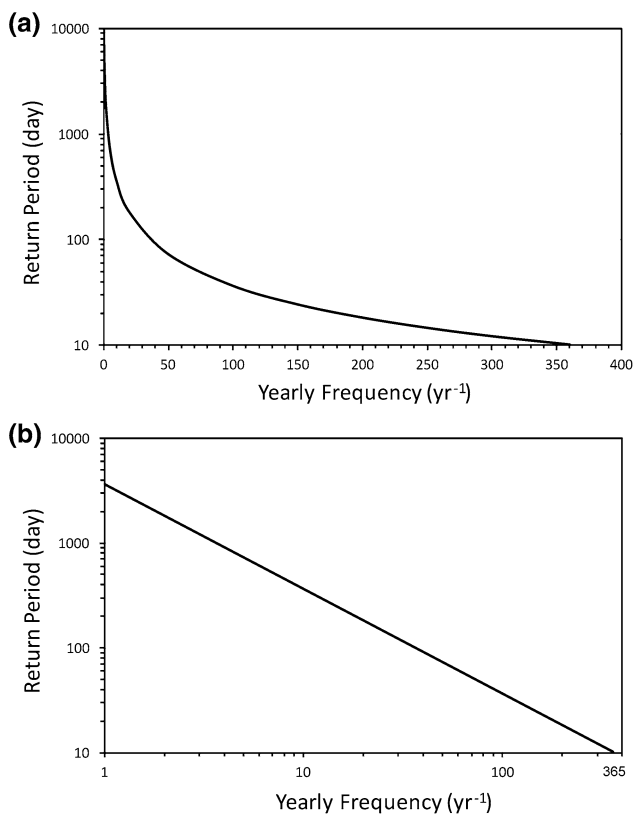 (a)
10000
1000
100
10
Return Period (day)
0 50 100 150 200 250 300 350 400
Yearly Frequency (yr-1)
(b)
10000
1000
100
10
Return Period (day)
1 10 100 365
Yearly Frequency (yr-1)